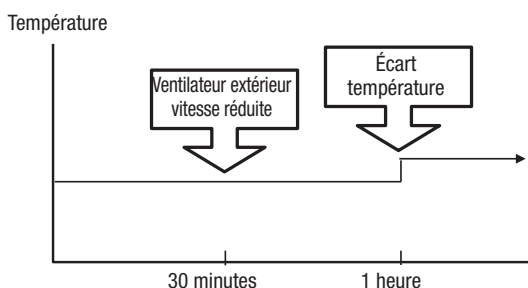 Température
Ventilateur extérieur
vitesse réduite
Écart
température
30 minutes
1 heure